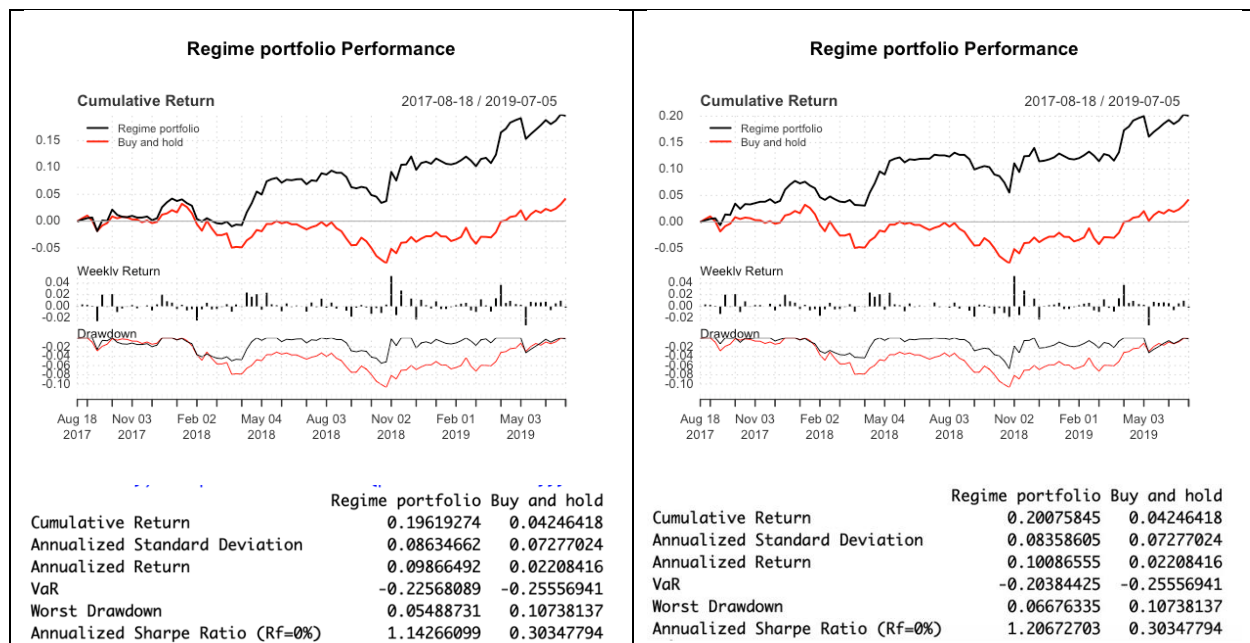 Regime portfolio Performance
Cumulative Return 2017-08-18 / 2019-07-05
Regime portfolio
Buy and hold
0.15
0.10
0.05
0.00
-0.05
Weekly Return
0.04
0.02
0.00
-0.02
Drawdown
-0.02
-0.04
-0.06
-0.08
-0.10
Aug 18 Nov 03 Feb 02 May 04 Aug 03 Nov 02 Feb 01 May 03
2017 2017 2018 2018 2018 2018 2019 2019
Regime portfolio Buy and hold
Cumulative Return 0.19619274 0.04246418
Annualized Standard Deviation 0.08634662 0.07277024
Annualized Return 0.09866492 0.02208416
VaR -0.22568089 -0.25556941
Worst Drawdown 0.05488731 0.10738137
Annualized Sharpe Ratio (Rf=0%) 1.14266099 0.30347794
Regime portfolio Performance
Cumulative Return 2017-08-18 / 2019-07-05
0.20
Regime portfolio
Buy and hold
0.15
0.10
0.05
0.00
-0.05
Weekly Return
0.04
0.02
0.00
-0.02
Drawdown
-0.02
-0.04
-0.06
-0.08
-0.10
Aug 18 Nov 03 Feb 02 May 04 Aug 03 Nov 02 Feb 01 May 03
2017 2017 2018 2018 2018 2018 2019 2019
Regime portfolio Buy and hold
Cumulative Return 0.20075845 0.04246418
Annualized Standard Deviation 0.08358605 0.07277024
Annualized Return 0.10086555 0.02208416
VaR -0.20384425 -0.25556941
Worst Drawdown 0.06676335 0.10738137
Annualized Sharpe Ratio (Rf=0%) 1.20672703 0.30347794